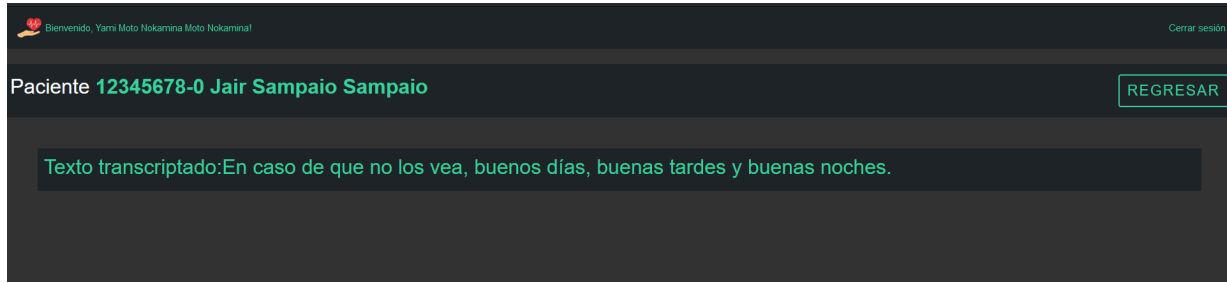 Bienvenido, Yami Moto Nokamina Moto Nokamina!
Cerrar sesión
Paciente 12345678-0 Jair Sampaio Sampaio
REGRESAR
Texto transcriptado:En caso de que no los vea, buenos días, buenas tardes y buenas noches.